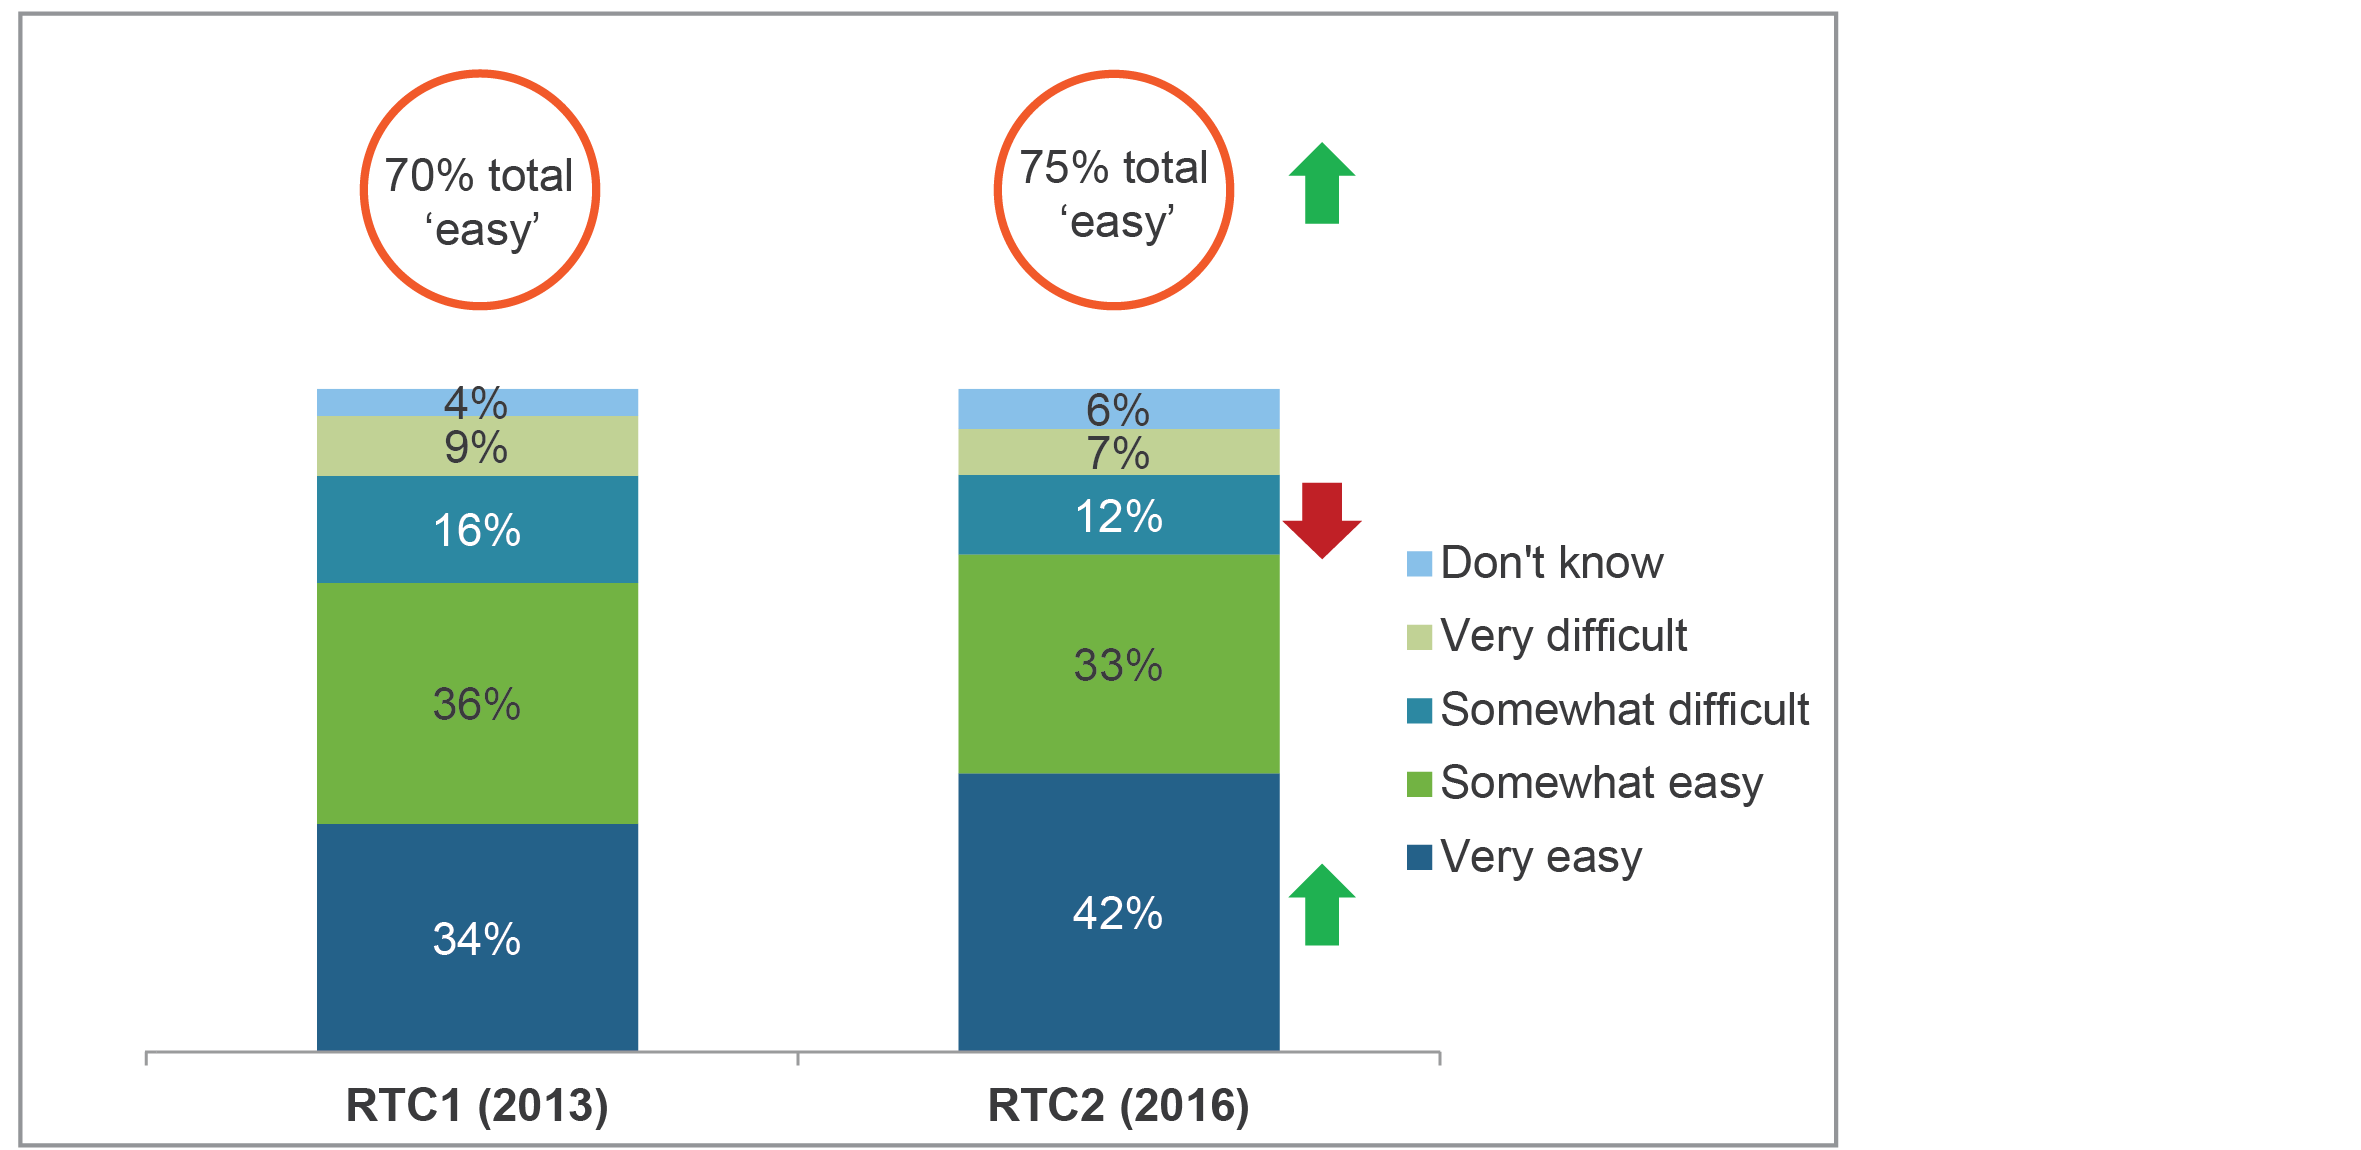 70% total
‘easy’
75% total
‘easy’
4%
9%
16%
36%
34%
6%
7%
12%
33%
42%
Don't know
Very difficult
Somewhat difficult
Somewhat easy
Very easy
RTC1 (2013)
RTC2 (2016)